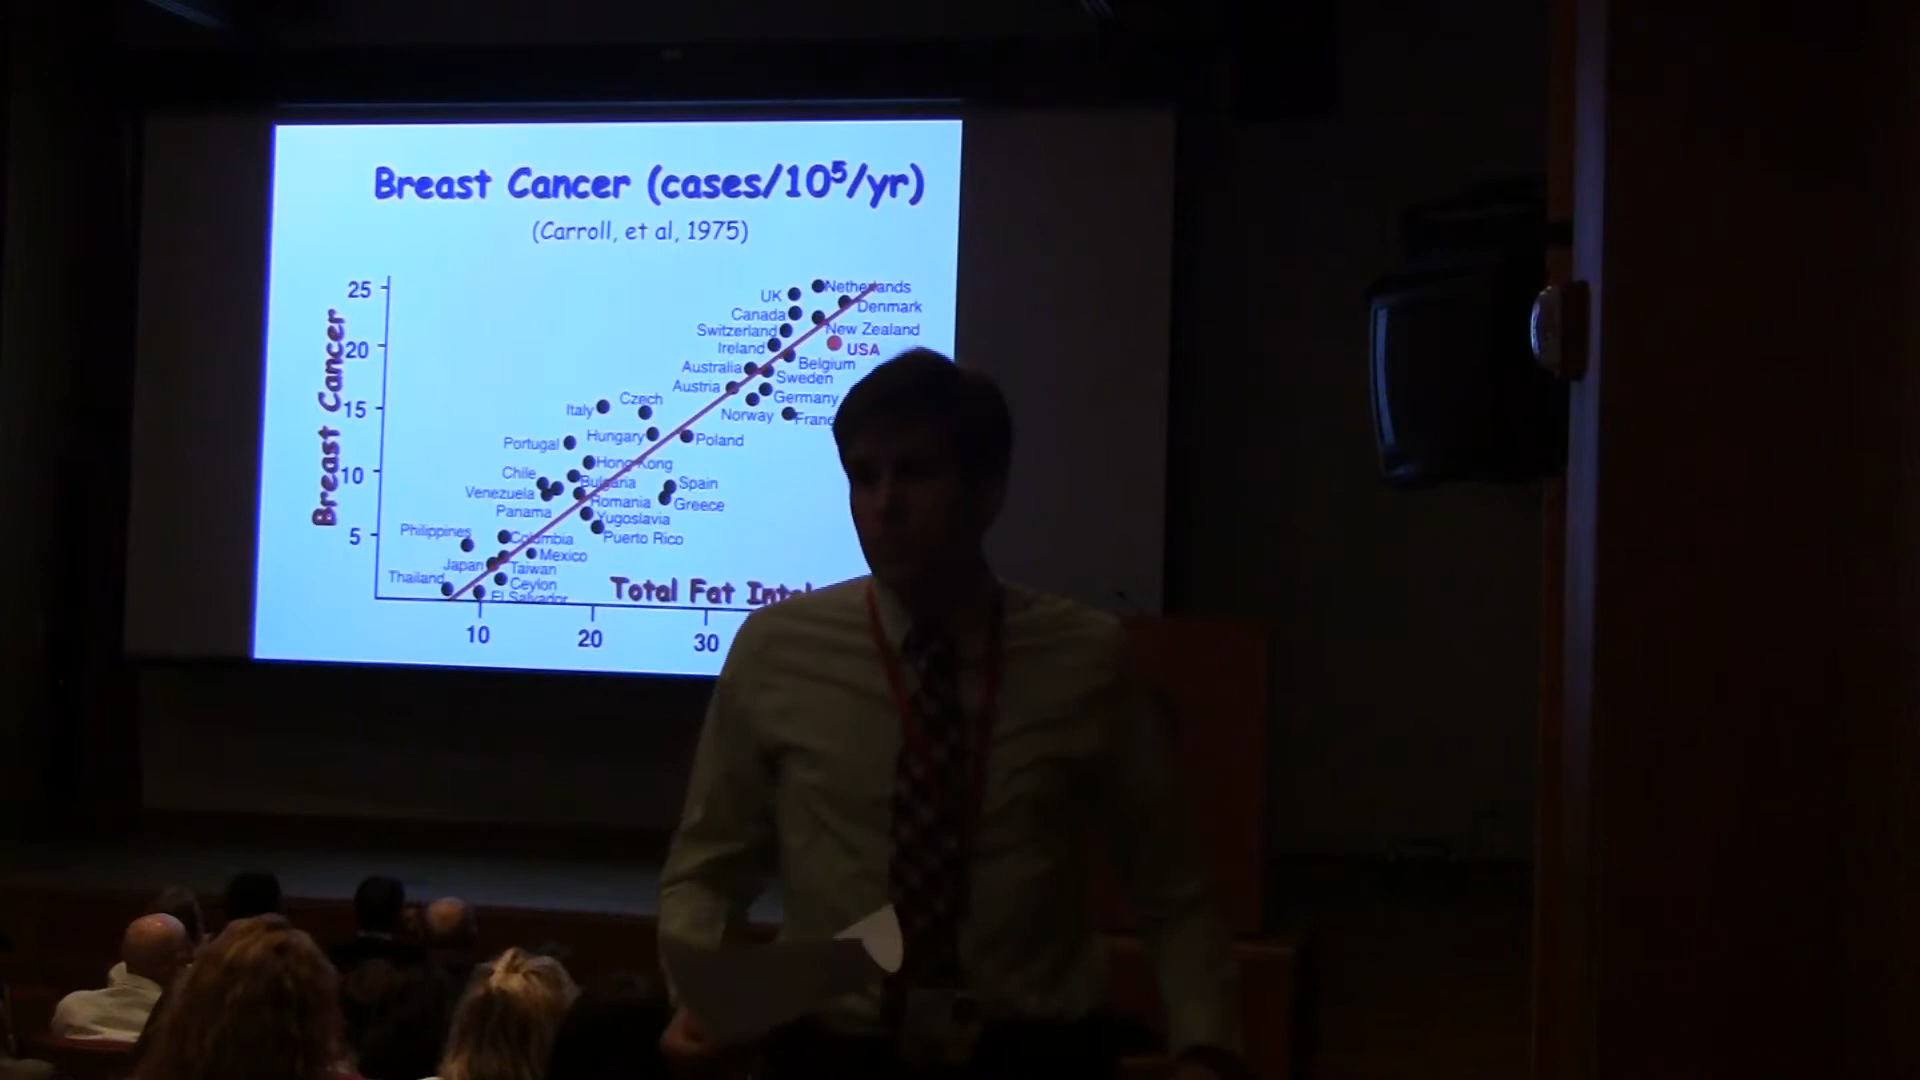 Breast Cancer (cases/10⁵/yr)
(Carroll, et al, 1975)
Breast Cancer
25
20
15
10
5
Netherlands
UK
Denmark
Canada
New Zealand
Switzerland
USA
Ireland
Belgium
Australia
Sweden
Austria
Germany
Czech
Italy
Norway
Hungary
Poland
Portugal
Hong Kong
Chile
Bulgaria
Spain
Venezuela
Romania
Greece
Panama
Yugoslavia
Philippines
Columbia
Puerto Rico
Mexico
Japan
Taiwan
Thailand
Ceylon
El Salvador
Total Fat
10
20
30